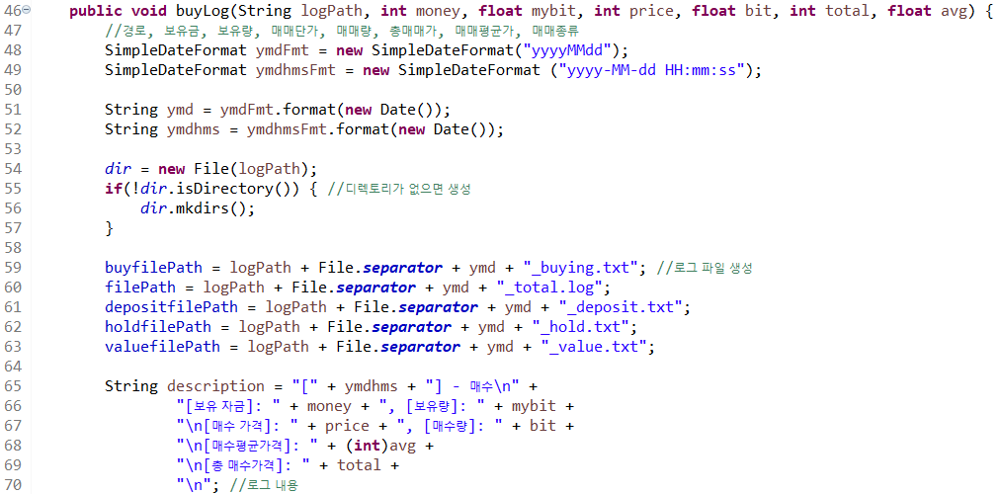 46 public void buyLog(String logPath, int money, float mybit, int price, float bit, int total, float avg) {
47 //경로, 보유금, 보유량, 매매단가, 매매량, 총매매가, 매매평균가, 매매종류
48 SimpleDateFormat ymdFmt = new SimpleDateFormat("yyyyMMdd");
49 SimpleDateFormat ymdhmsFmt = new SimpleDateFormat ("yyyy-MM-dd HH:mm:ss");
50
51 String ymd = ymdFmt.format(new Date());
52 String ymdhms = ymdhmsFmt.format(new Date());
53
54 dir = new File(logPath);
55 if(!dir.isDirectory()) { //디렉토리가 없으면 생성
56 dir.mkdirs();
57 }
58
59 buyfilePath = logPath + File.separator + ymd + "_buying.txt"; //로그 파일 생성
60 filePath = logPath + File.separator + ymd + "_total.log";
61 depositfilePath = logPath + File.separator + ymd + "_deposit.txt";
62 holdfilePath = logPath + File.separator + ymd + "_hold.txt";
63 valuefilePath = logPath + File.separator + ymd + "_value.txt";
64
65 String description = "[" + ymdhms + "] - 매수\n" +
66 "[보유 자금]: " + money + ", [보유량]: " + mybit +
67 "\n[매수 가격]: " + price + ", [매수량]: " + bit +
68 "\n[매수평균가격]: " + (int)avg +
69 "\n[총 매수가격]: " + total +
70 "\n"; //로그 내용